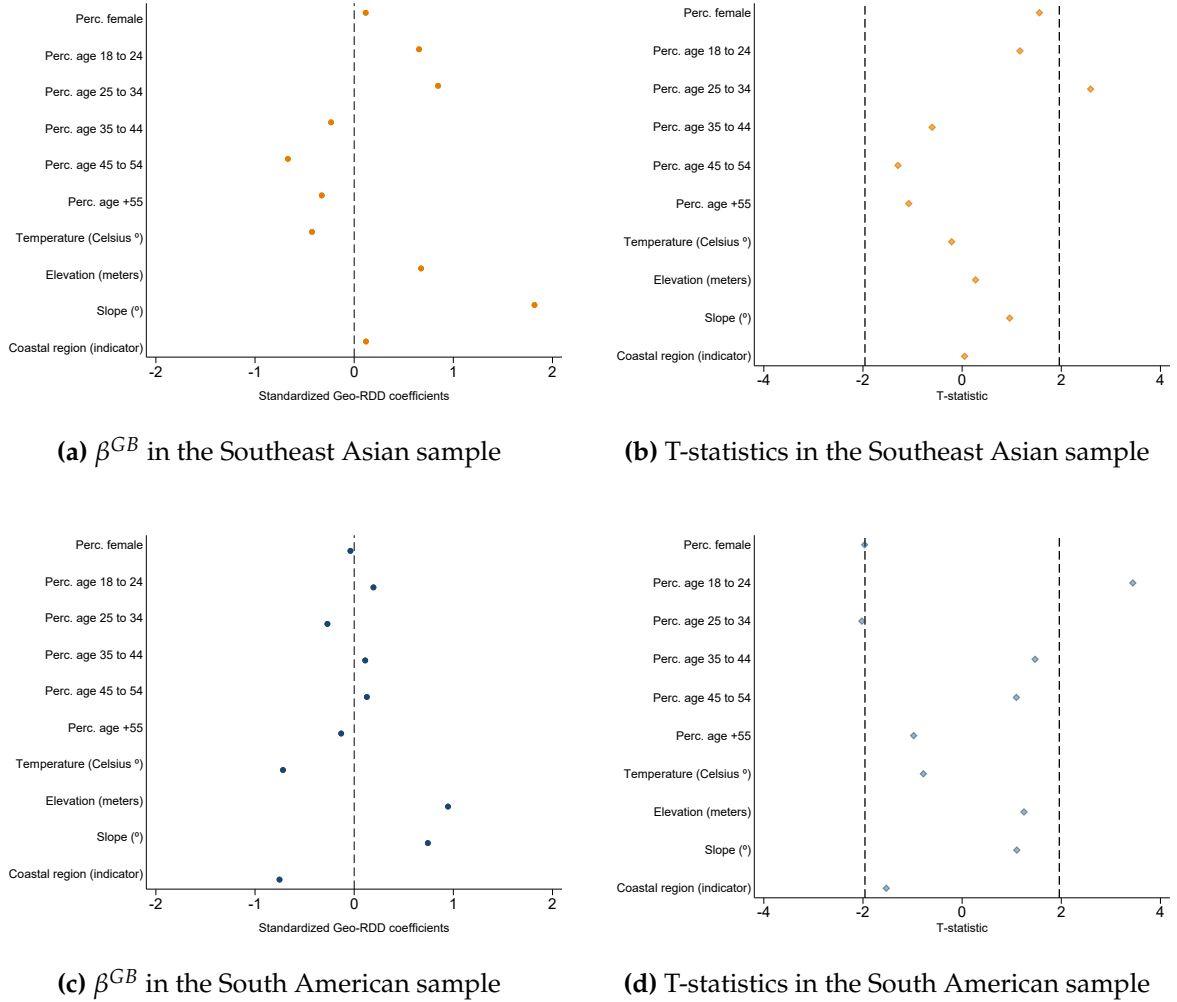 Perc. female
Perc. age 18 to 24
Perc. age 25 to 34
Perc. age 35 to 44
Perc. age 45 to 54
Perc. age +55
Temperature (Celsius º)
Elevation (meters)
Slope (º)
Coastal region (indicator)
-2 -1 0 1 2
Standardized Geo-RDD coefficients
(a) β^GB in the Southeast Asian sample
Perc. female
Perc. age 18 to 24
Perc. age 25 to 34
Perc. age 35 to 44
Perc. age 45 to 54
Perc. age +55
Temperature (Celsius º)
Elevation (meters)
Slope (º)
Coastal region (indicator)
-4 -2 0 2 4
T-statistic
(b) T-statistics in the Southeast Asian sample
Perc. female
Perc. age 18 to 24
Perc. age 25 to 34
Perc. age 35 to 44
Perc. age 45 to 54
Perc. age +55
Temperature (Celsius º)
Elevation (meters)
Slope (º)
Coastal region (indicator)
-2 -1 0 1 2
Standardized Geo-RDD coefficients
(c) β^GB in the South American sample
Perc. female
Perc. age 18 to 24
Perc. age 25 to 34
Perc. age 35 to 44
Perc. age 45 to 54
Perc. age +55
Temperature (Celsius º)
Elevation (meters)
Slope (º)
Coastal region (indicator)
-4 -2 0 2 4
T-statistic
(d) T-statistics in the South American sample